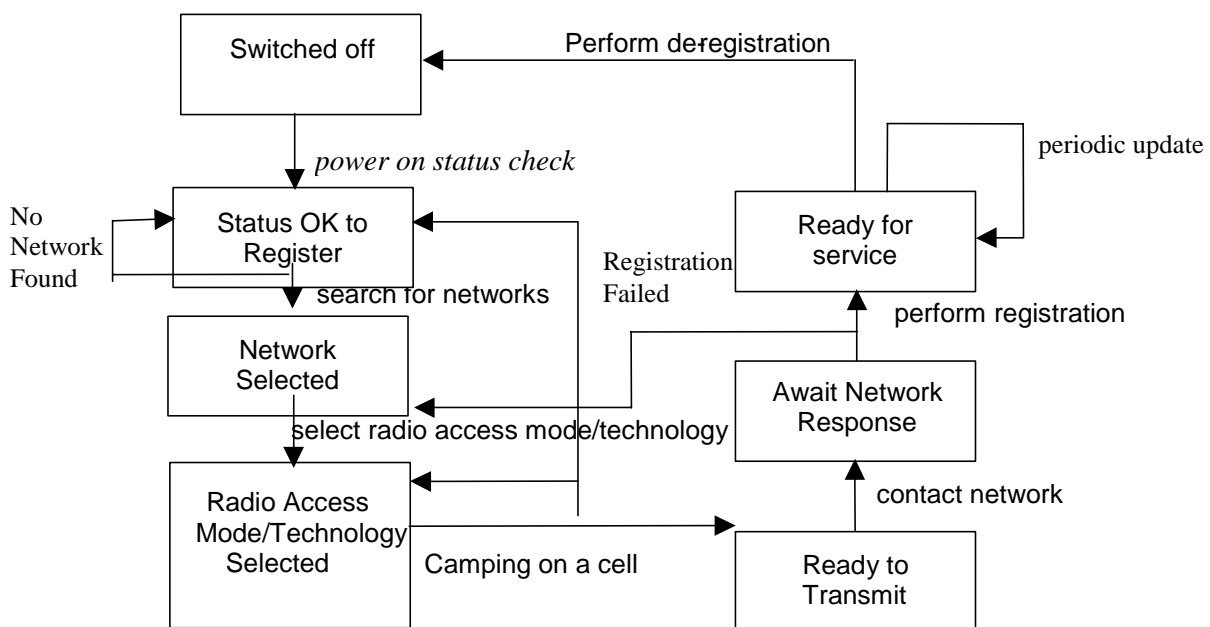 Switched off
Perform de-registration
power on status check
periodic update
No
Network
Found
Status OK to
Register
Ready for
service
Registration
Failed
search for networks
perform registration
Network
Selected
Await Network
Response
select radio access mode/technology
contact network
Radio Access
Mode/Technology
Selected
Camping on a cell
Ready to
Transmit